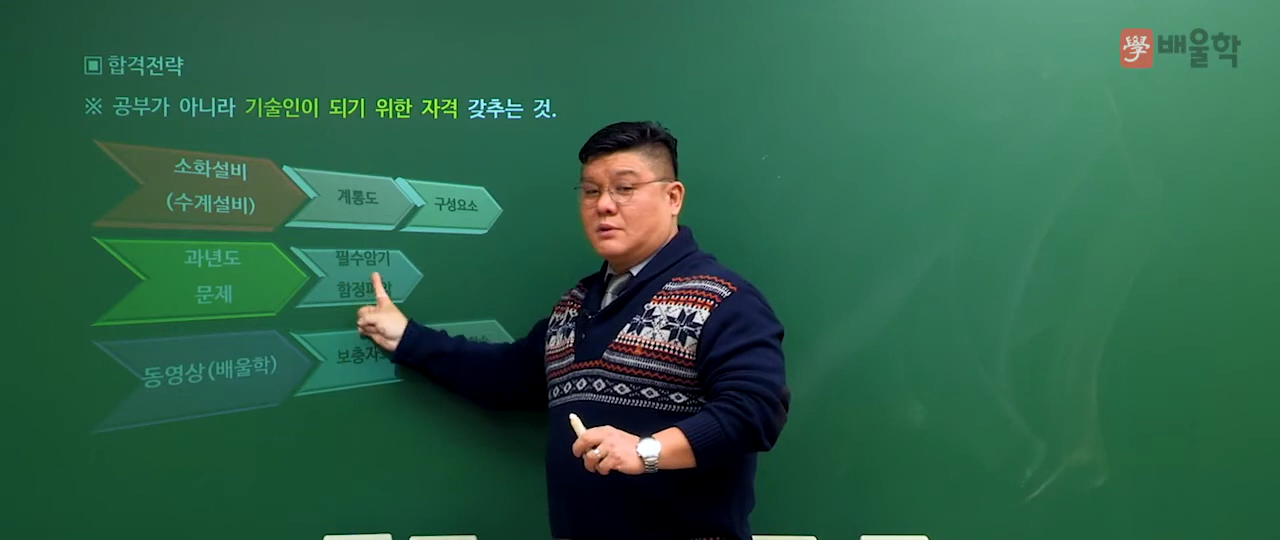 學 배울학
▣ 합격전략
※ 공부가 아니라 기술인이 되기 위한 자격 갖추는 것.
소화설비
(수계설비)
계통도
구성요소
과년도
문제
필수암기
동영상(배울학)